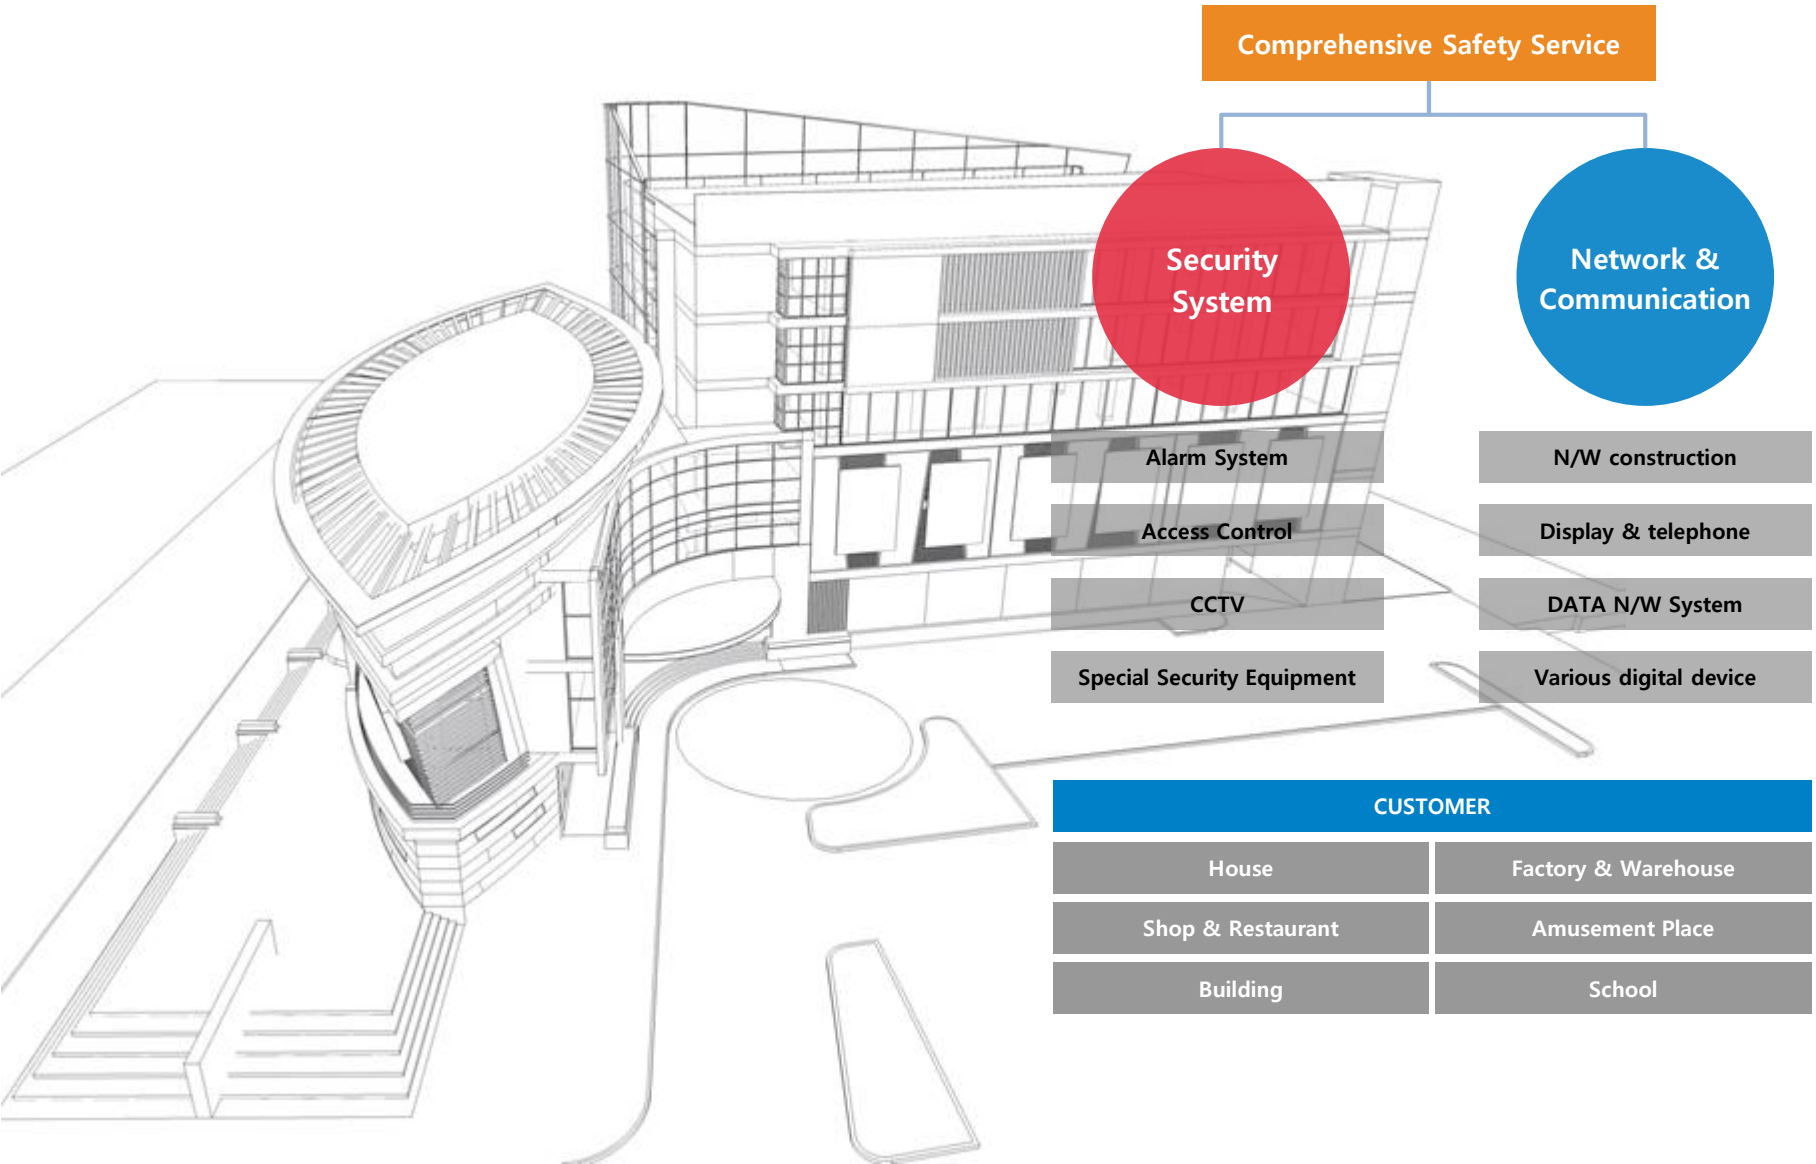 Comprehensive Safety Service
Security
System
Network &
Communication
Alarm System
N/W construction
Access Control
Display & telephone
CCTV
DATA N/W System
Special Security Equipment
Various digital device
CUSTOMER
House
Factory & Warehouse
Shop & Restaurant
Amusement Place
Building
School